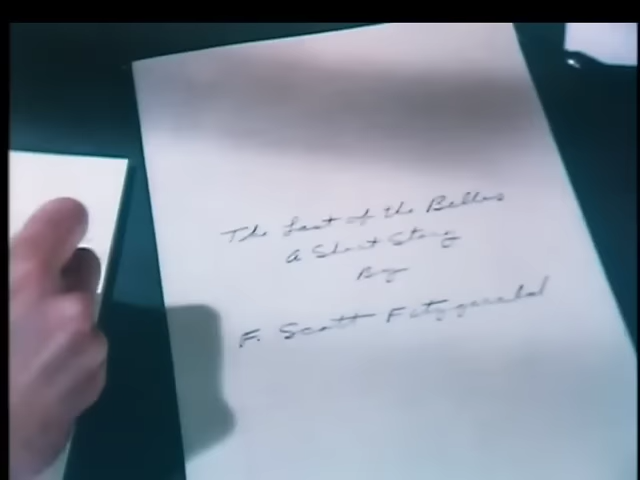 The Last of the Belles
A Short Story
By
F. Scott Fitzgerald